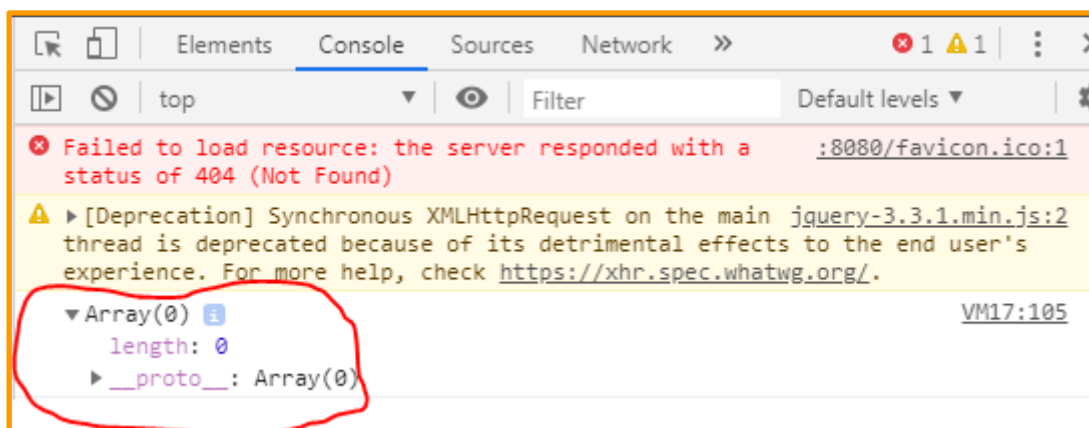 Elements Console Sources Network » 1 1
top Filter Default levels ▼
Failed to load resource: the server responded with a :8080/favicon.ico:1
status of 404 (Not Found)
[Deprecation] Synchronous XMLHttpRequest on the main jquery-3.3.1.min.js:2
thread is deprecated because of its detrimental effects to the end user's
experience. For more help, check https://xhr.spec.whatwg.org/.
▼Array(0) i VM17:105
length: 0
▶__proto__: Array(0)